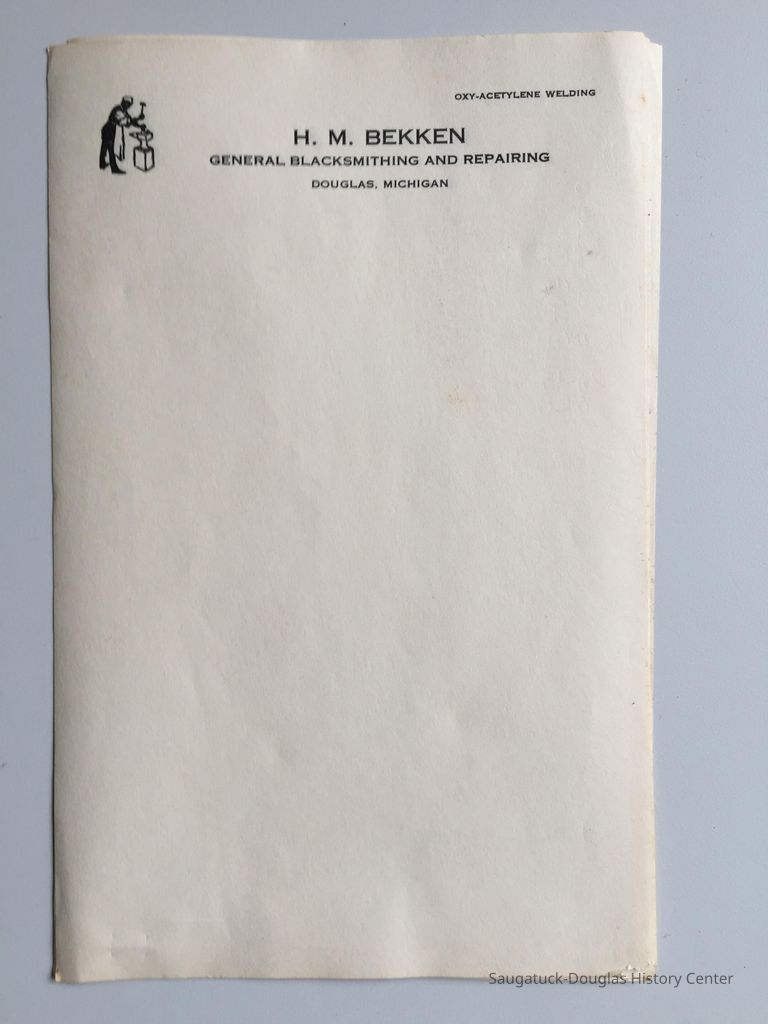 OXY-ACETYLENE WELDING
H. M. BEKKEN
GENERAL BLACKSMITHING AND REPAIRING
DOUGLAS, MICHIGAN
Saugatuck-Douglas History Center